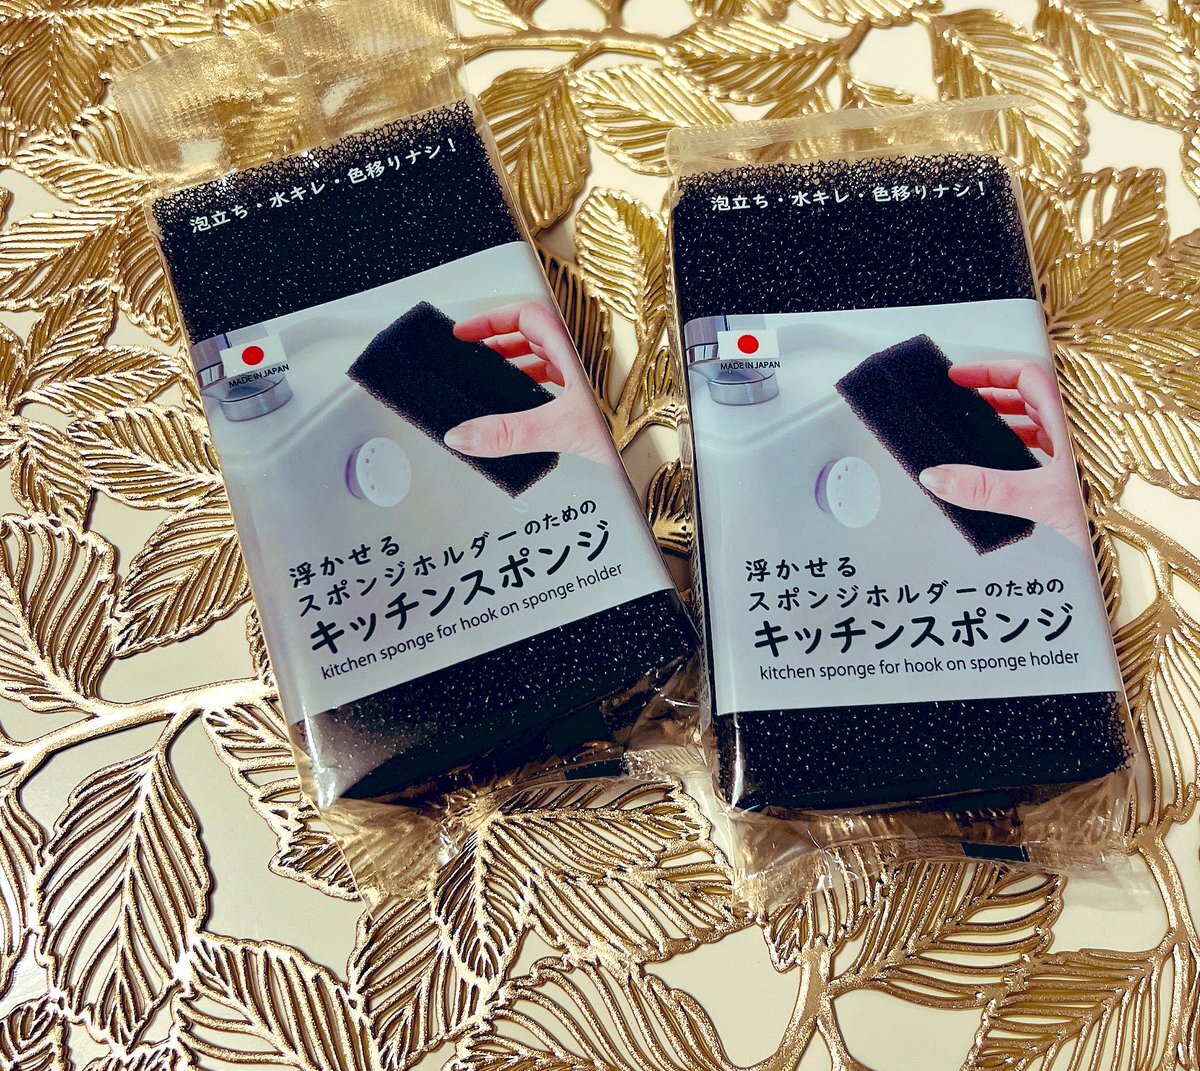 泡立ち・水キレ・色移りナシ！
MADE IN JAPAN
浮かせる
スポンジホルダーのための
キッチンスポンジ
kitchen sponge for hook on sponge holder
泡立ち・水キレ・色移りナシ！
MADE IN JAPAN
浮かせる
スポンジホルダーのための
キッチンスポンジ
kitchen sponge for hook on sponge holder